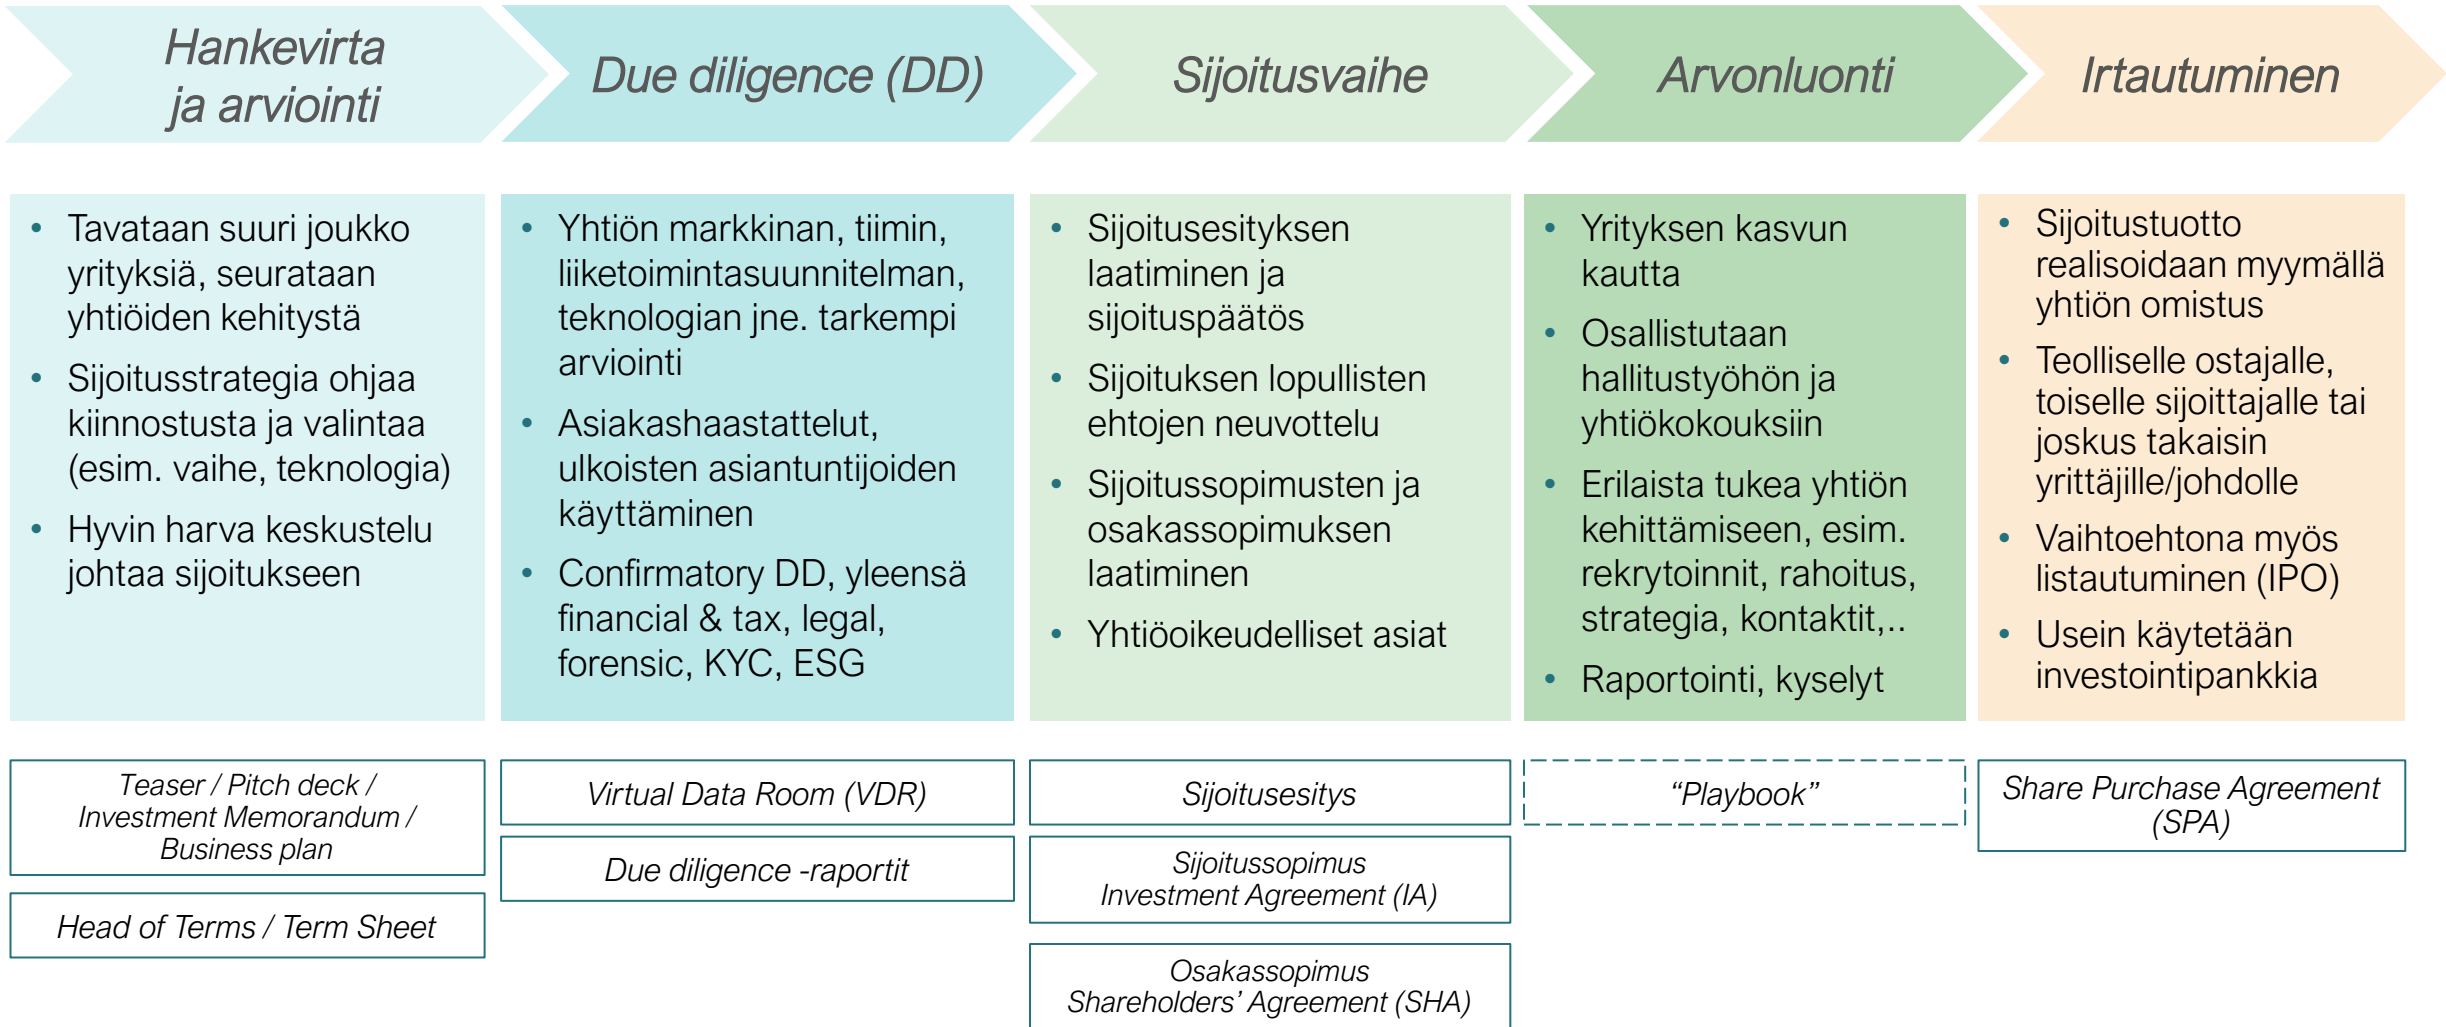 Hankevirta
ja arviointi
Due diligence (DD)
Sijoitusvaihe
Arvonluonti
Irtautuminen
• Tavataan suuri joukko
yrityksiä, seurataan
yhtiöiden kehitystä
• Sijoitusstrategia ohjaa
kiinnostusta ja valintaa
(esim. vaihe, teknologia)
• Hyvin harva keskustelu
johtaa sijoitukseen
• Yhtiön markkinan, tiimin,
liiketoimintasuunnitelman,
teknologian jne. tarkempi
arviointi
• Asiakashaastattelut,
ulkoisten asiantuntijoiden
käyttäminen
• Confirmatory DD, yleensä
financial & tax, legal,
forensic, KYC, ESG
• Sijoitusesityksen
laatiminen ja
sijoituspäätös
• Sijoituksen lopullisten
ehtojen neuvottelu
• Sijoitussopimusten ja
osakassopimuksen
laatiminen
• Yhtiöoikeudelliset asiat
• Yrityksen kasvun
kautta
• Osallistutaan
hallitustyöhön ja
yhtiökokouksiin
• Erilaista tukea yhtiön
kehittämiseen, esim.
rekrytoinnit, rahoitus,
strategia, kontaktit,..
• Raportointi, kyselyt
• Sijoitustuotto
realisoidaan myymällä
yhtiön omistus
• Teolliselle ostajalle,
toiselle sijoittajalle tai
joskus takaisin
yrittäjille/johdolle
• Vaihtoehtona myös
listautuminen (IPO)
• Usein käytetään
investointipankkia
Teaser / Pitch deck /
Investment Memorandum /
Business plan
Head of Terms / Term Sheet
Virtual Data Room (VDR)
Due diligence -raportit
Sijoitusesitys
Sijoitussopimus
Investment Agreement (IA)
Osakassopimus
Shareholders’ Agreement (SHA)
“Playbook”
Share Purchase Agreement
(SPA)